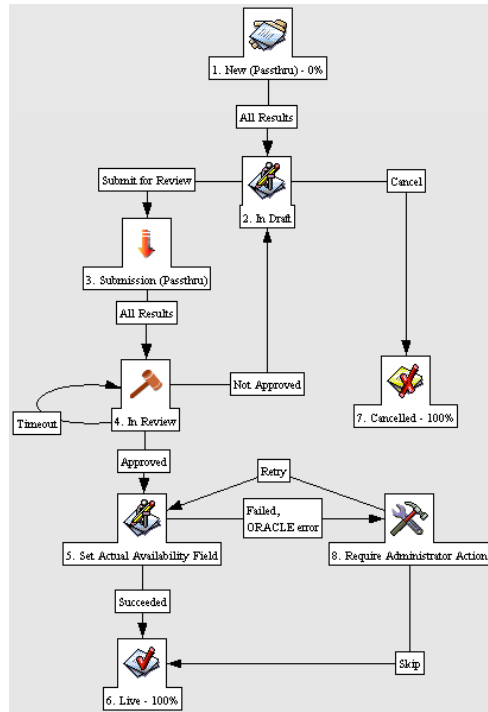 1. New (Passthru) - 0%
All Results
Submit for Review
Cancel
2. In Draft
3. Submission (Passthru)
All Results
Not Approved
7. Cancelled - 100%
Timeout
4. In Review
Approved
Retry
Failed,
ORACLE error
5. Set Actual Availability Field
8. Require Administrator Action
Succeeded
Skip
6. Live - 100%